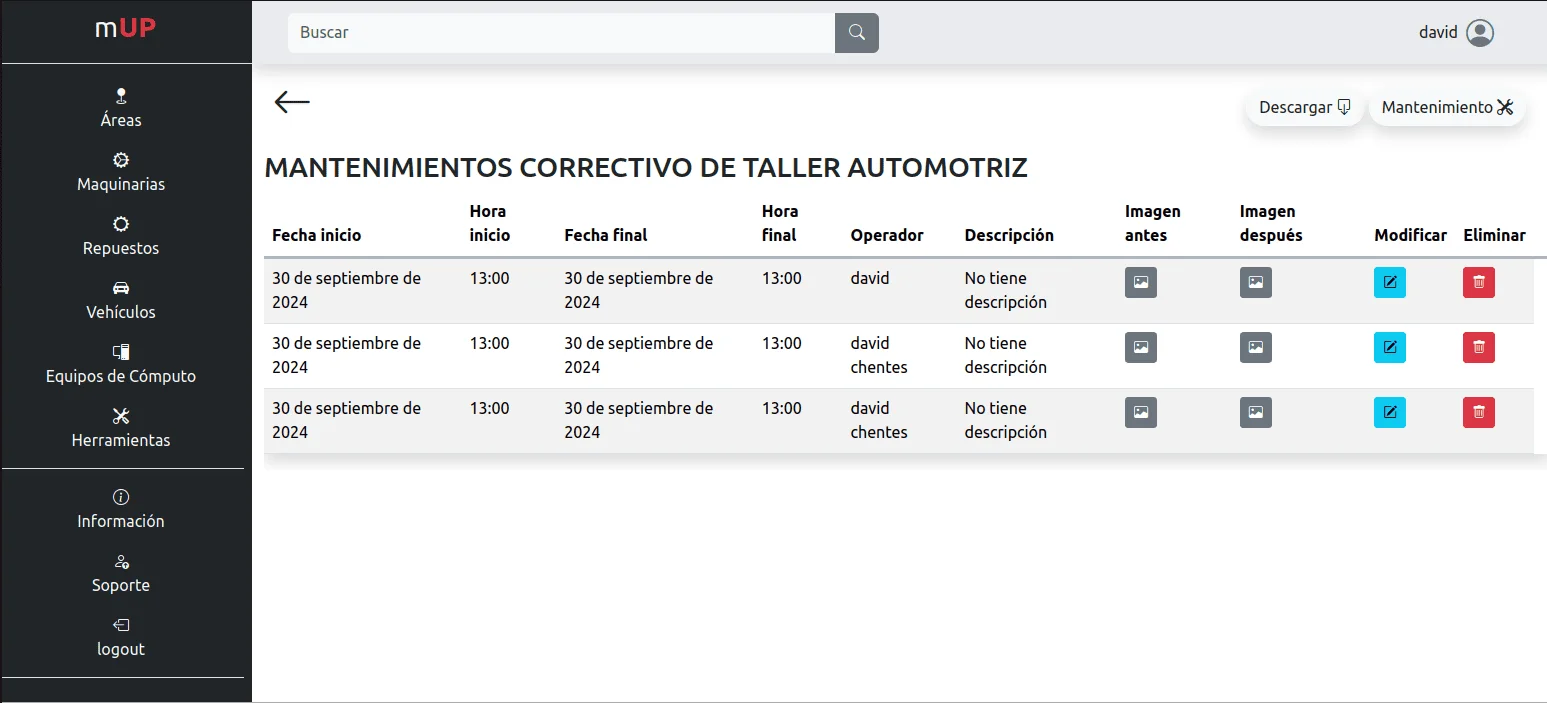 mUP
Buscar
david
Áreas
Maquinarias
Repuestos
Vehículos
Equipos de Cómputo
Herramientas
Información
Soporte
logout
Descargar
Mantenimiento
MANTENIMIENTOS CORRECTIVO DE TALLER AUTOMOTRIZ
Fecha inicio Hora inicio Fecha final Hora final Operador Descripción Imagen antes Imagen después Modificar Eliminar
30 de septiembre de 2024 13:00 30 de septiembre de 2024 13:00 david No tiene descripción
30 de septiembre de 2024 13:00 30 de septiembre de 2024 13:00 david chentes No tiene descripción
30 de septiembre de 2024 13:00 30 de septiembre de 2024 13:00 david chentes No tiene descripción